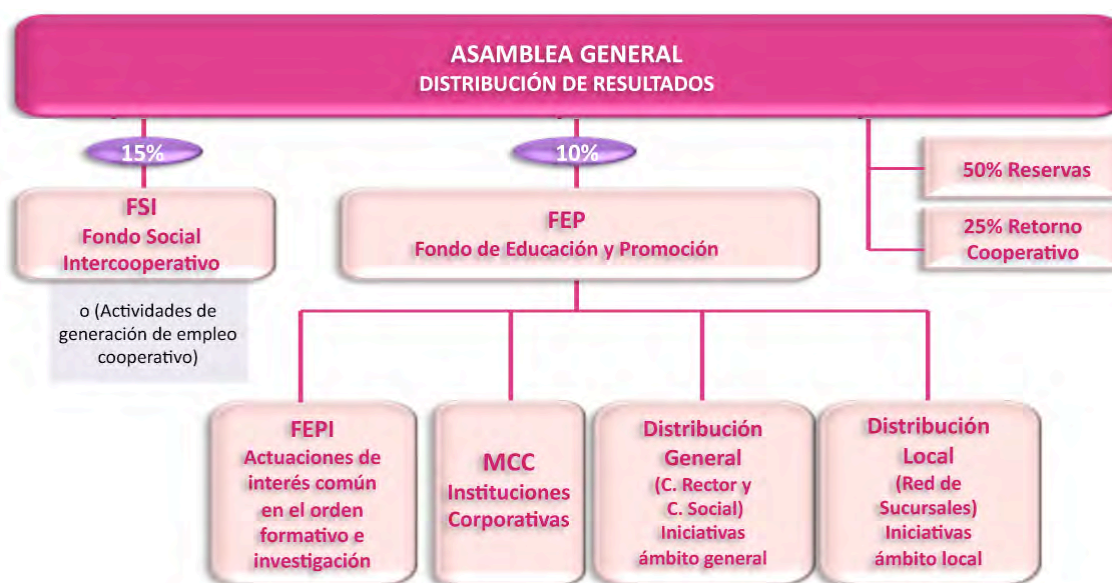 ASAMBLEA GENERAL
DISTRIBUCIÓN DE RESULTADOS
15%
10%
50% Reservas
25% Retorno
Cooperativo
FSI
Fondo Social
Intercooperativo
FEP
Fondo de Educación y Promoción
o (Actividades de
generación de empleo
cooperativo)
FEPI
Actuaciones de
interés común
en el orden
formativo e
investigación
MCC
Instituciones
Corporativas
Distribución
General
(C. Rector y
C. Social)
Iniciativas
ámbito general
Distribución
Local
(Red de
Sucursales)
Iniciativas
ámbito local